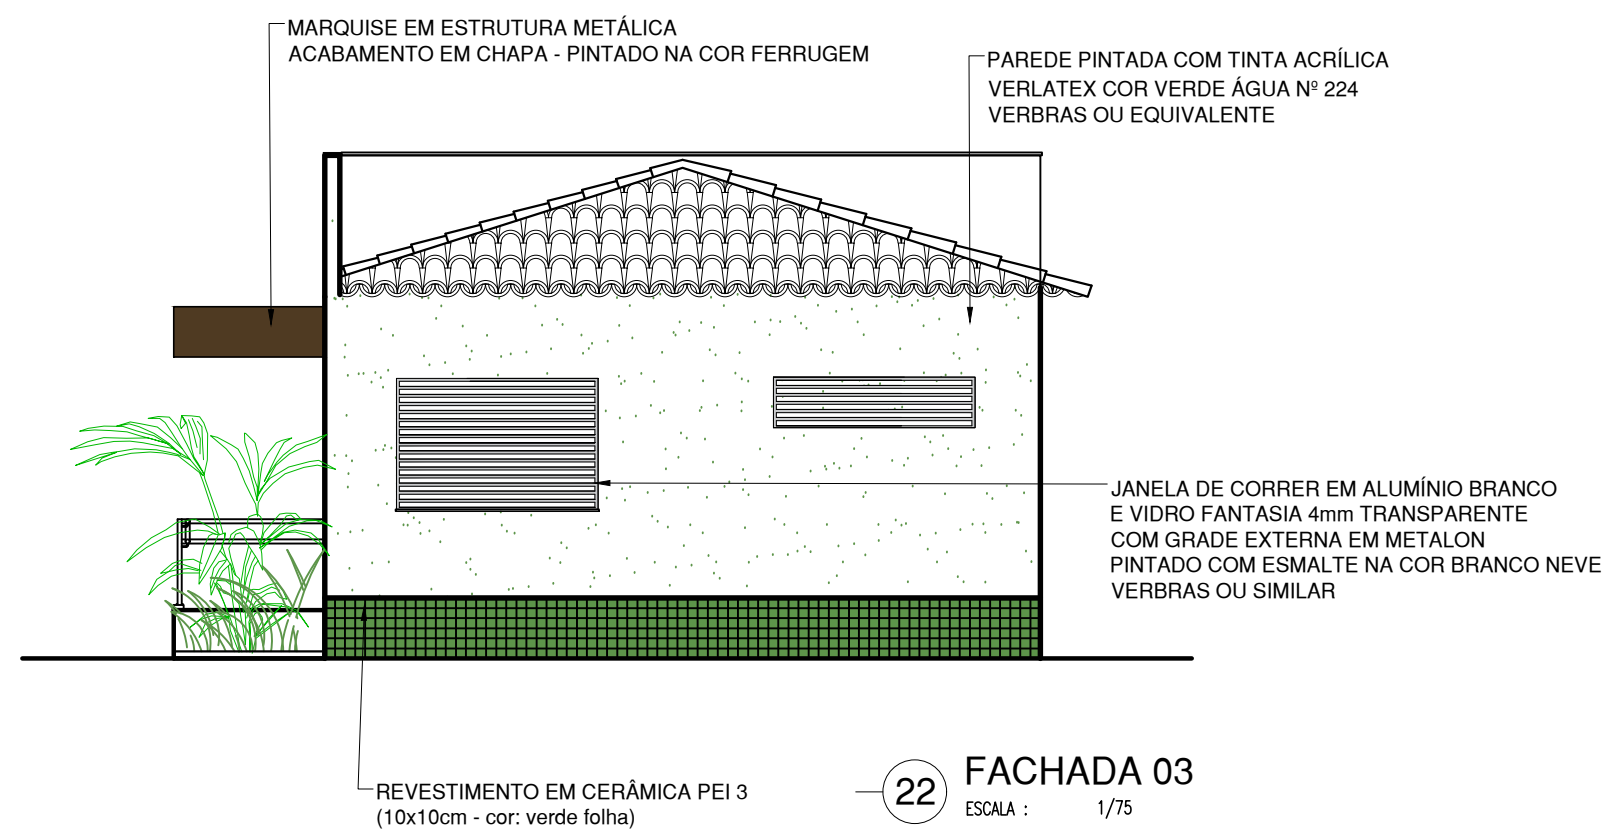 MARQUISE EM ESTRUTURA METÁLICA
ACABAMENTO EM CHAPA - PINTADO NA COR FERRUGEM
PAREDE PINTADA COM TINTA ACRÍLICA
VERLATEX COR VERDE ÁGUA Nº 224
VERBRAS OU EQUIVALENTE
JANELA DE CORRER EM ALUMÍNIO BRANCO
E VIDRO FANTASIA 4mm TRANSPARENTE
COM GRADE EXTERNA EM METALON
PINTADO COM ESMALTE NA COR BRANCO NEVE
VERBRAS OU SIMILAR
REVESTIMENTO EM CERÂMICA PEI 3
(10x10cm - cor: verde folha)
22
FACHADA 03
ESCALA : 1/75